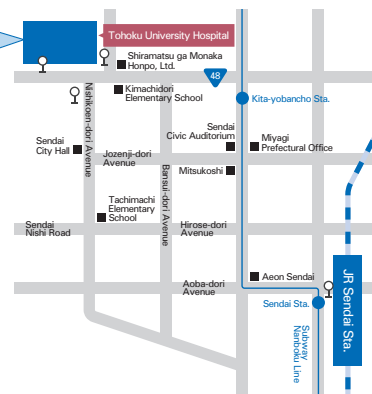 Tohoku University Hospital
Shiramatsu ga Monaka
Honpo, Ltd.
48
Kimachidori
Elementary School
Kita-yobancho Sta.
Nishikoen-dori Avenue
Sendai
Civic Auditorium
Miyagi
Prefectural Office
Sendai
City Hall
Jozenji-dori
Avenue
Bansui-dori Avenue
Mitsukoshi
Tachimachi
Elementary
School
Sendai
Nishi Road
Hirose-dori
Avenue
Aeon Sendai
Aoba-dori
Avenue
Sendai Sta.
JR Sendai Sta.
Subway
Nanboku Line